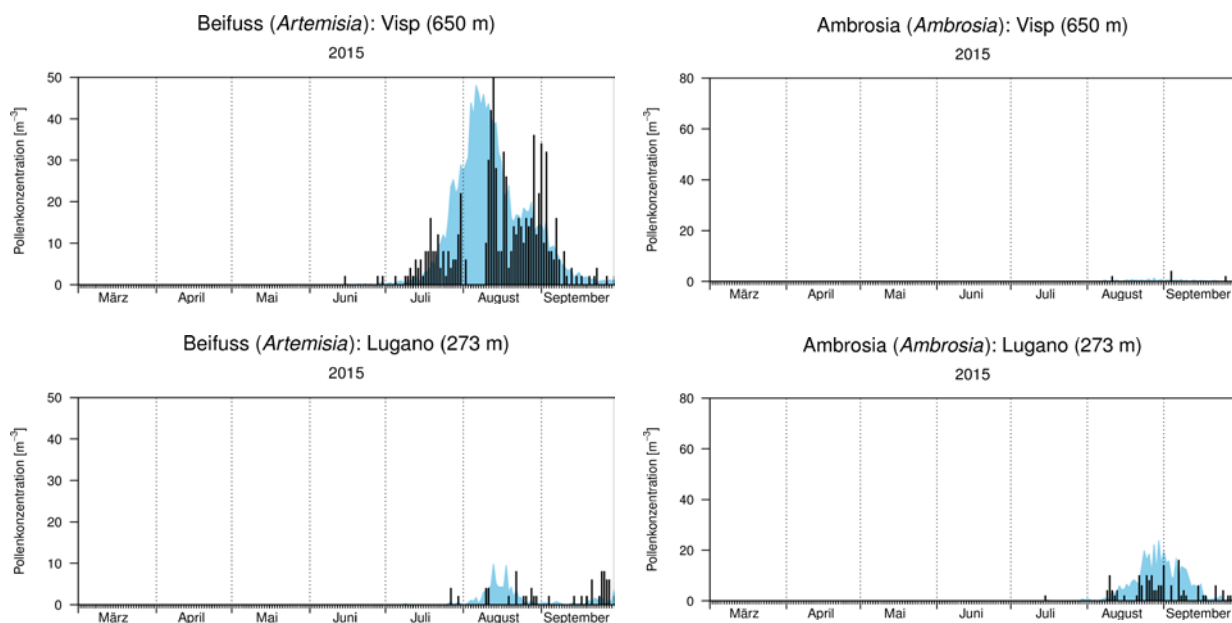 Beifuss (Artemisia): Visp (650 m)
2015
Pollenkonzentration [m⁻³]
50
40
30
20
10
0
März April Mai Juni Juli August September
Ambrosia (Ambrosia): Visp (650 m)
2015
Pollenkonzentration [m⁻³]
80
60
40
20
0
März April Mai Juni Juli August September
Beifuss (Artemisia): Lugano (273 m)
2015
Pollenkonzentration [m⁻³]
50
40
30
20
10
0
März April Mai Juni Juli August September
Ambrosia (Ambrosia): Lugano (273 m)
2015
Pollenkonzentration [m⁻³]
80
60
40
20
0
März April Mai Juni Juli August September